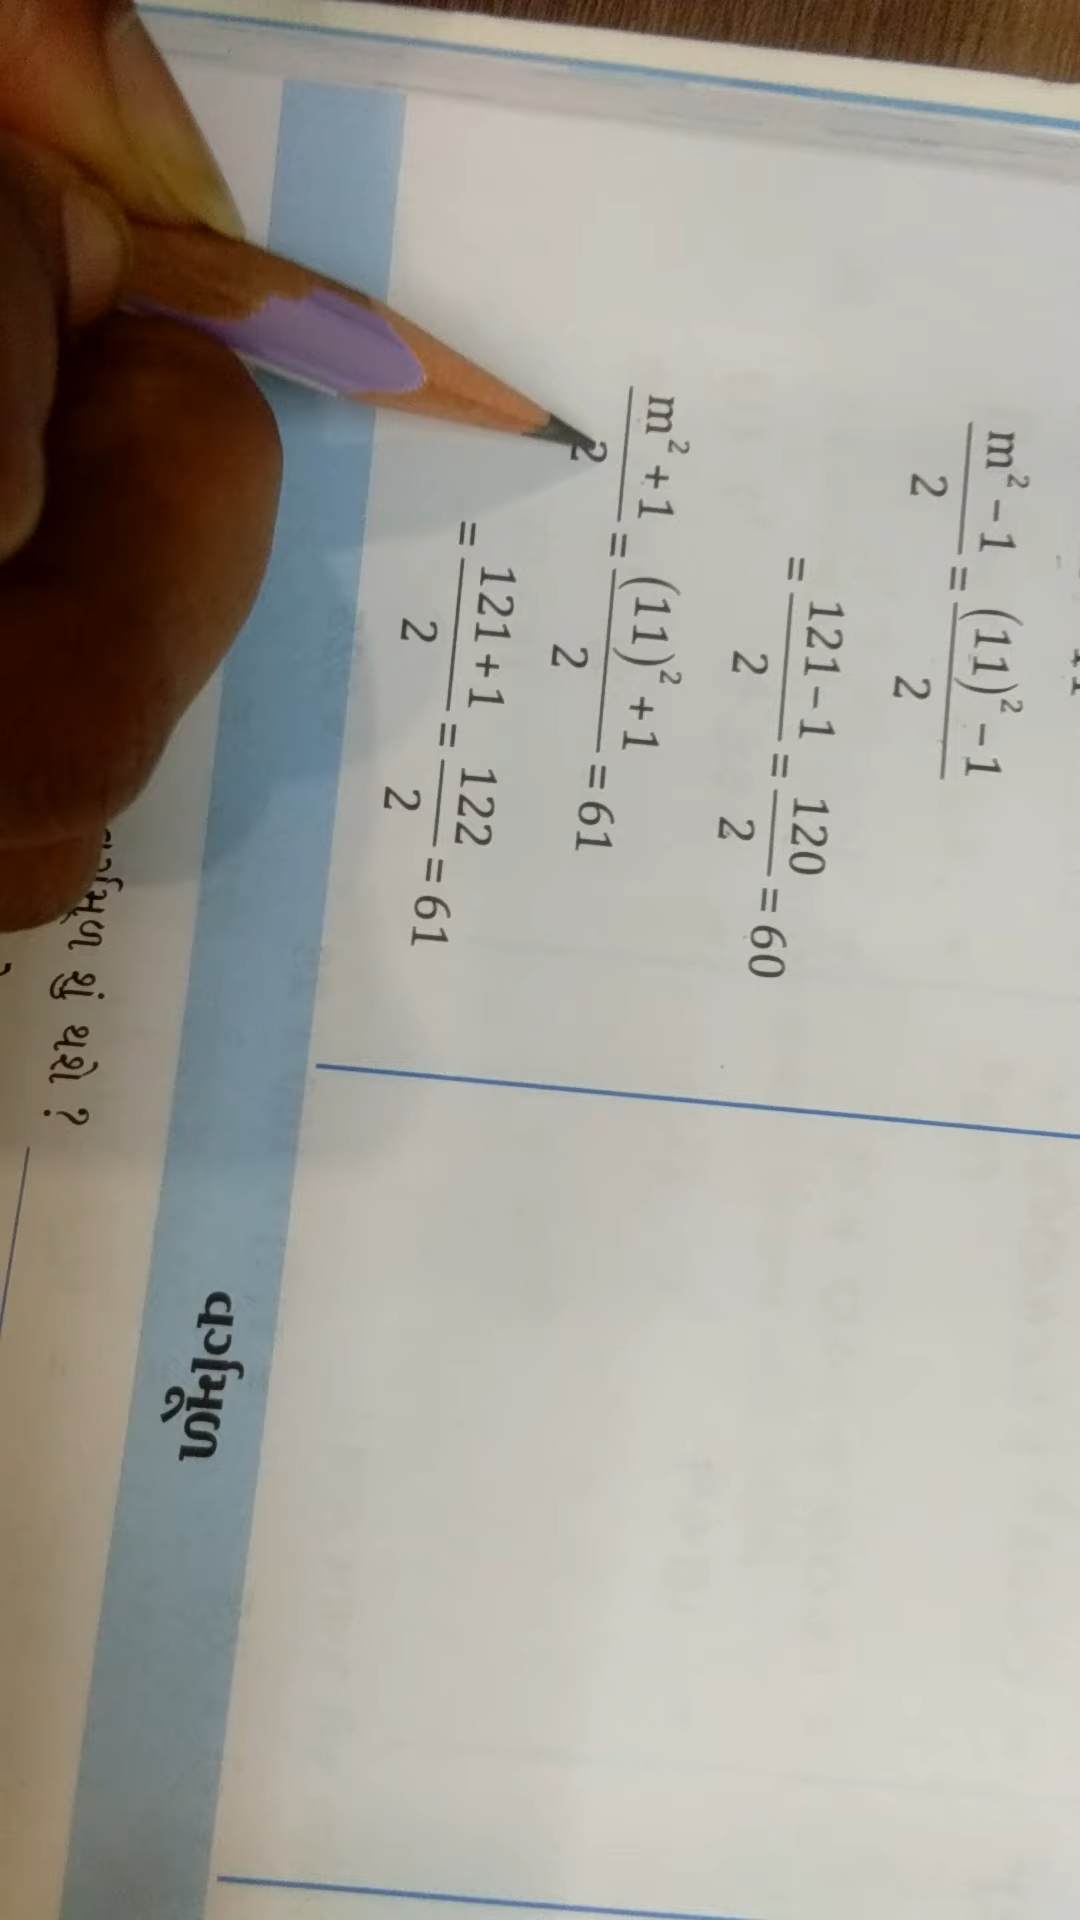 m² - 1 / 2 = (11)² - 1 / 2
= 121 - 1 / 2 = 120 / 2 = 60
m² + 1 / 2 = (11)² + 1 / 2 = 61
= 121 + 1 / 2 = 122 / 2 = 61
શું થશે ?